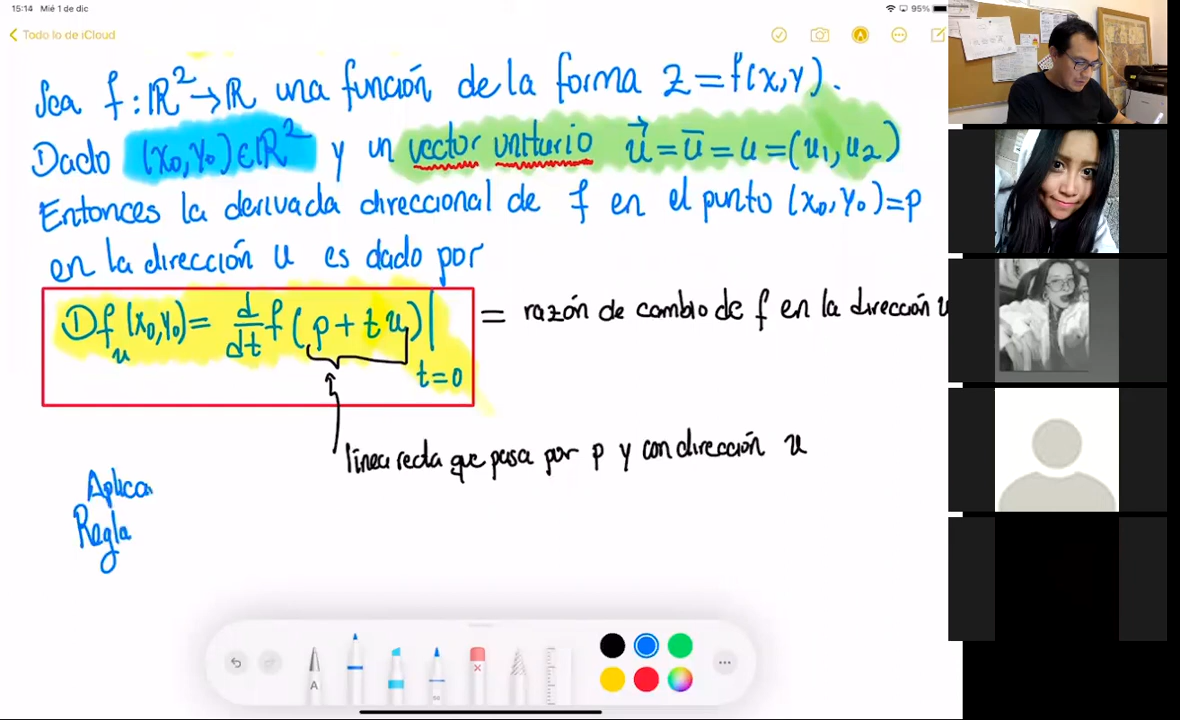 15:14 Mié 1 de dic
95%
Todo lo de iCloud
Sea f: ℝ² → ℝ una función de la forma z = f(x,y).
Dado (x₀,y₀) ∈ ℝ² y un vector unitario u⃗ = ū = u = (u₁, u₂)
Entonces la derivada direccional de f en el punto (x₀,y₀) = p
en la dirección u es dado por
D_u f(x₀,y₀) = d/dt f(p + t u)|_{t=0} = razón de cambio de f en la dirección u
línea recta que pasa por p y con dirección u
Aplica
Regla
A